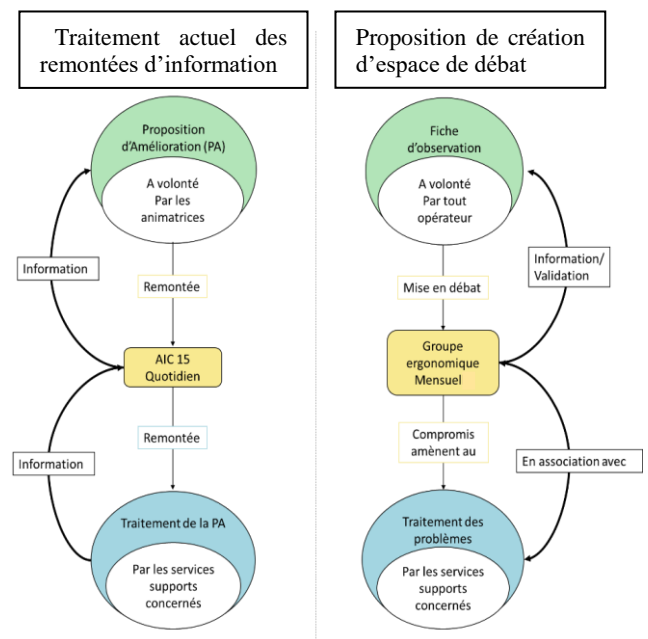 Traitement actuel des
remontées d'information
Proposition
d'Amélioration (PA)
A volonté
Par les
animatrices
Information
Remontée
AIC 15
Quotidien
Information
Remontée
Traitement de la PA
Par les services
supports
concernés
Proposition de création
d'espace de débat
Fiche
d'observation
A volonté
Par tout
opérateur
Information/
Validation
Mise en débat
Groupe
ergonomique
Mensuel
Compromis
amènent au
En association avec
Traitement des
problèmes
Par les services
supports
concernés